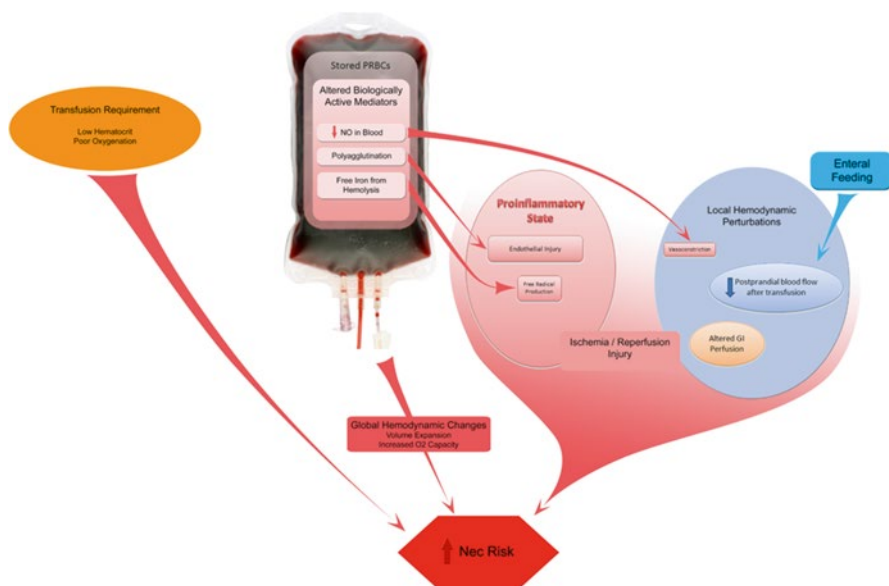 Stored PRBCs
Altered Biologically
Active Mediators
NO in Blood
Polyagglutination
Free Iron from
Hemolysis
Transfusion Requirement
Low Hematocrit
Poor Oxygenation
Enteral
Feeding
Proinflammatory
State
Endothelial Injury
Free Radical
Production
Local Hemodynamic
Perturbations
Vasoconstriction
Postprandial blood flow
after transfusion
Altered GI
Perfusion
Ischemia / Reperfusion
Injury
Global Hemodynamic Changes
Volume Expansion
Increased O2 Capacity
Nec Risk